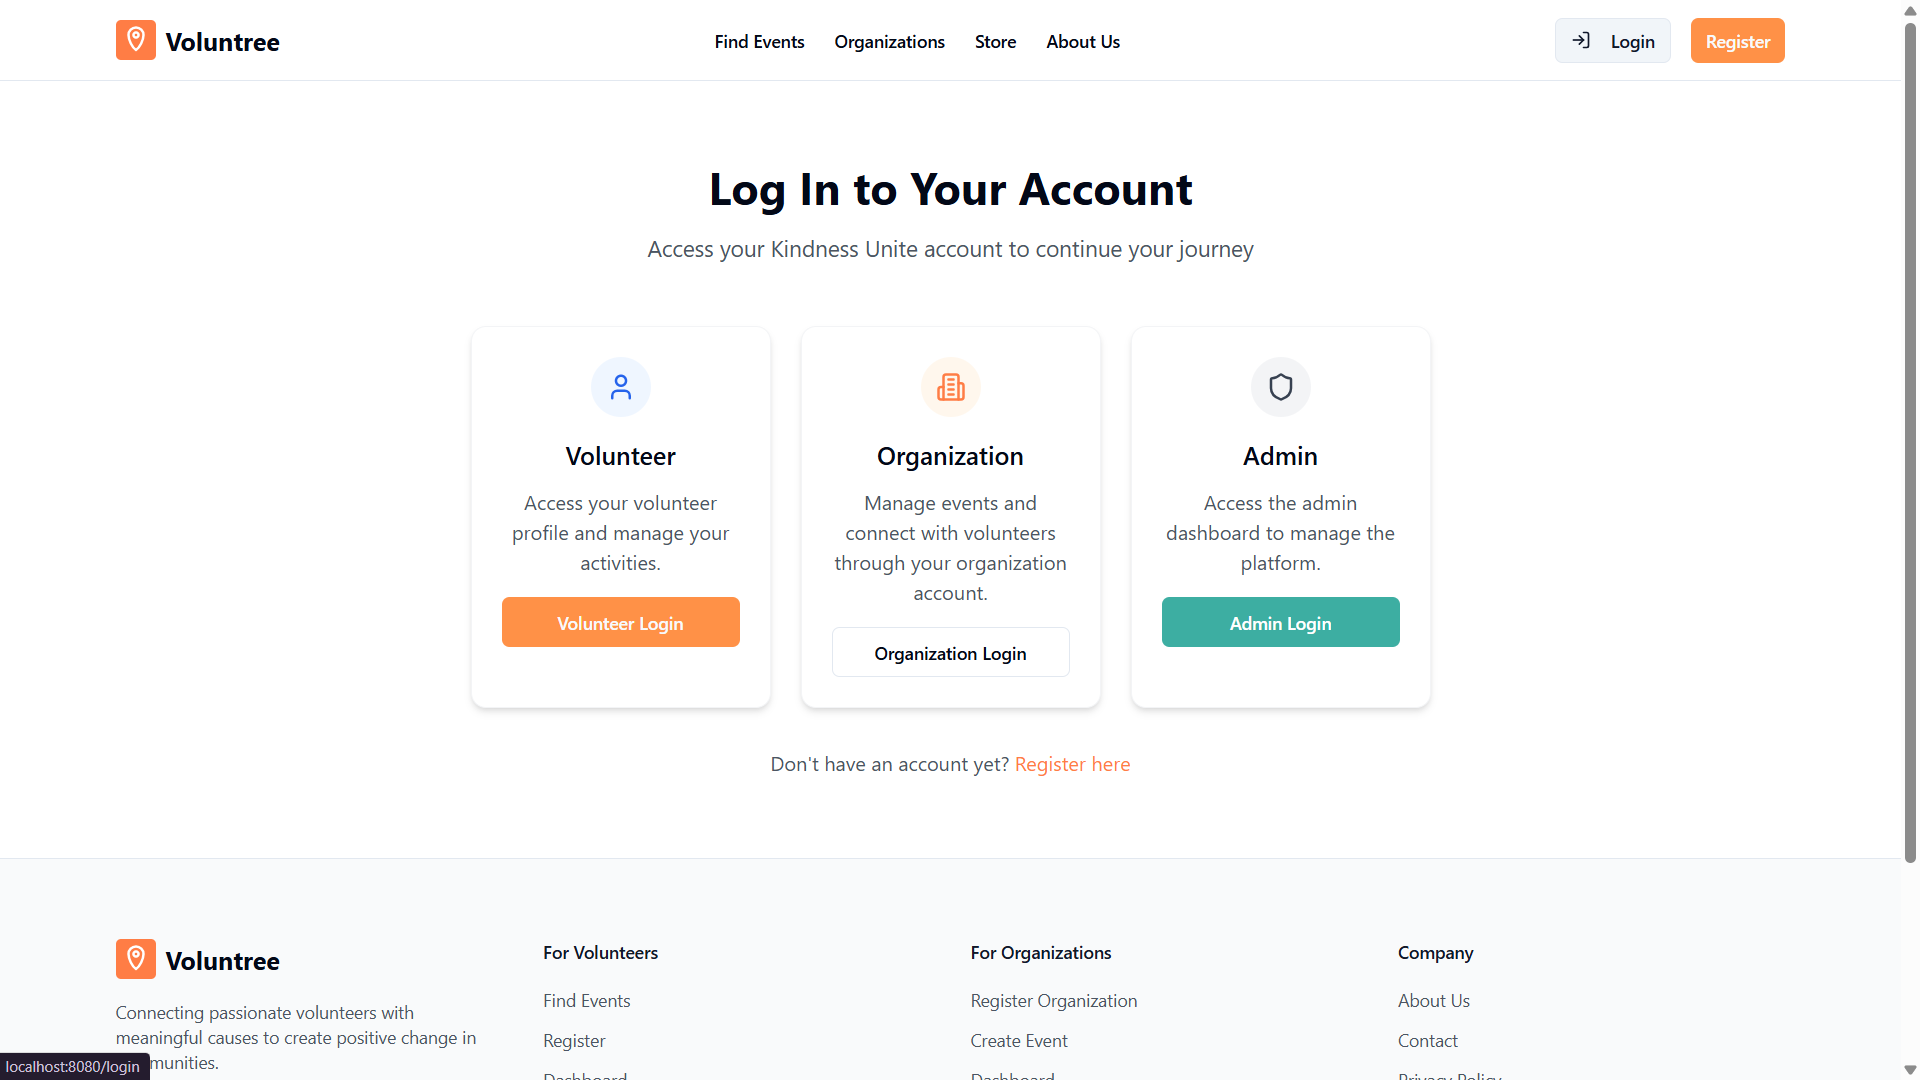 Voluntree
Find Events
Organizations
Store
About Us
Login
Register
Log In to Your Account
Access your Kindness Unite account to continue your journey
Volunteer
Access your volunteer
profile and manage your
activities.
Volunteer Login
Organization
Manage events and
connect with volunteers
through your organization
account.
Organization Login
Admin
Access the admin
dashboard to manage the
platform.
Admin Login
Don't have an account yet? Register here
Voluntree
Connecting passionate volunteers with
meaningful causes to create positive change in
munities.
For Volunteers
Find Events
Register
Dashboard
For Organizations
Register Organization
Create Event
Dashboard
Company
About Us
Contact
Privacy Policy
localhost:8080/login